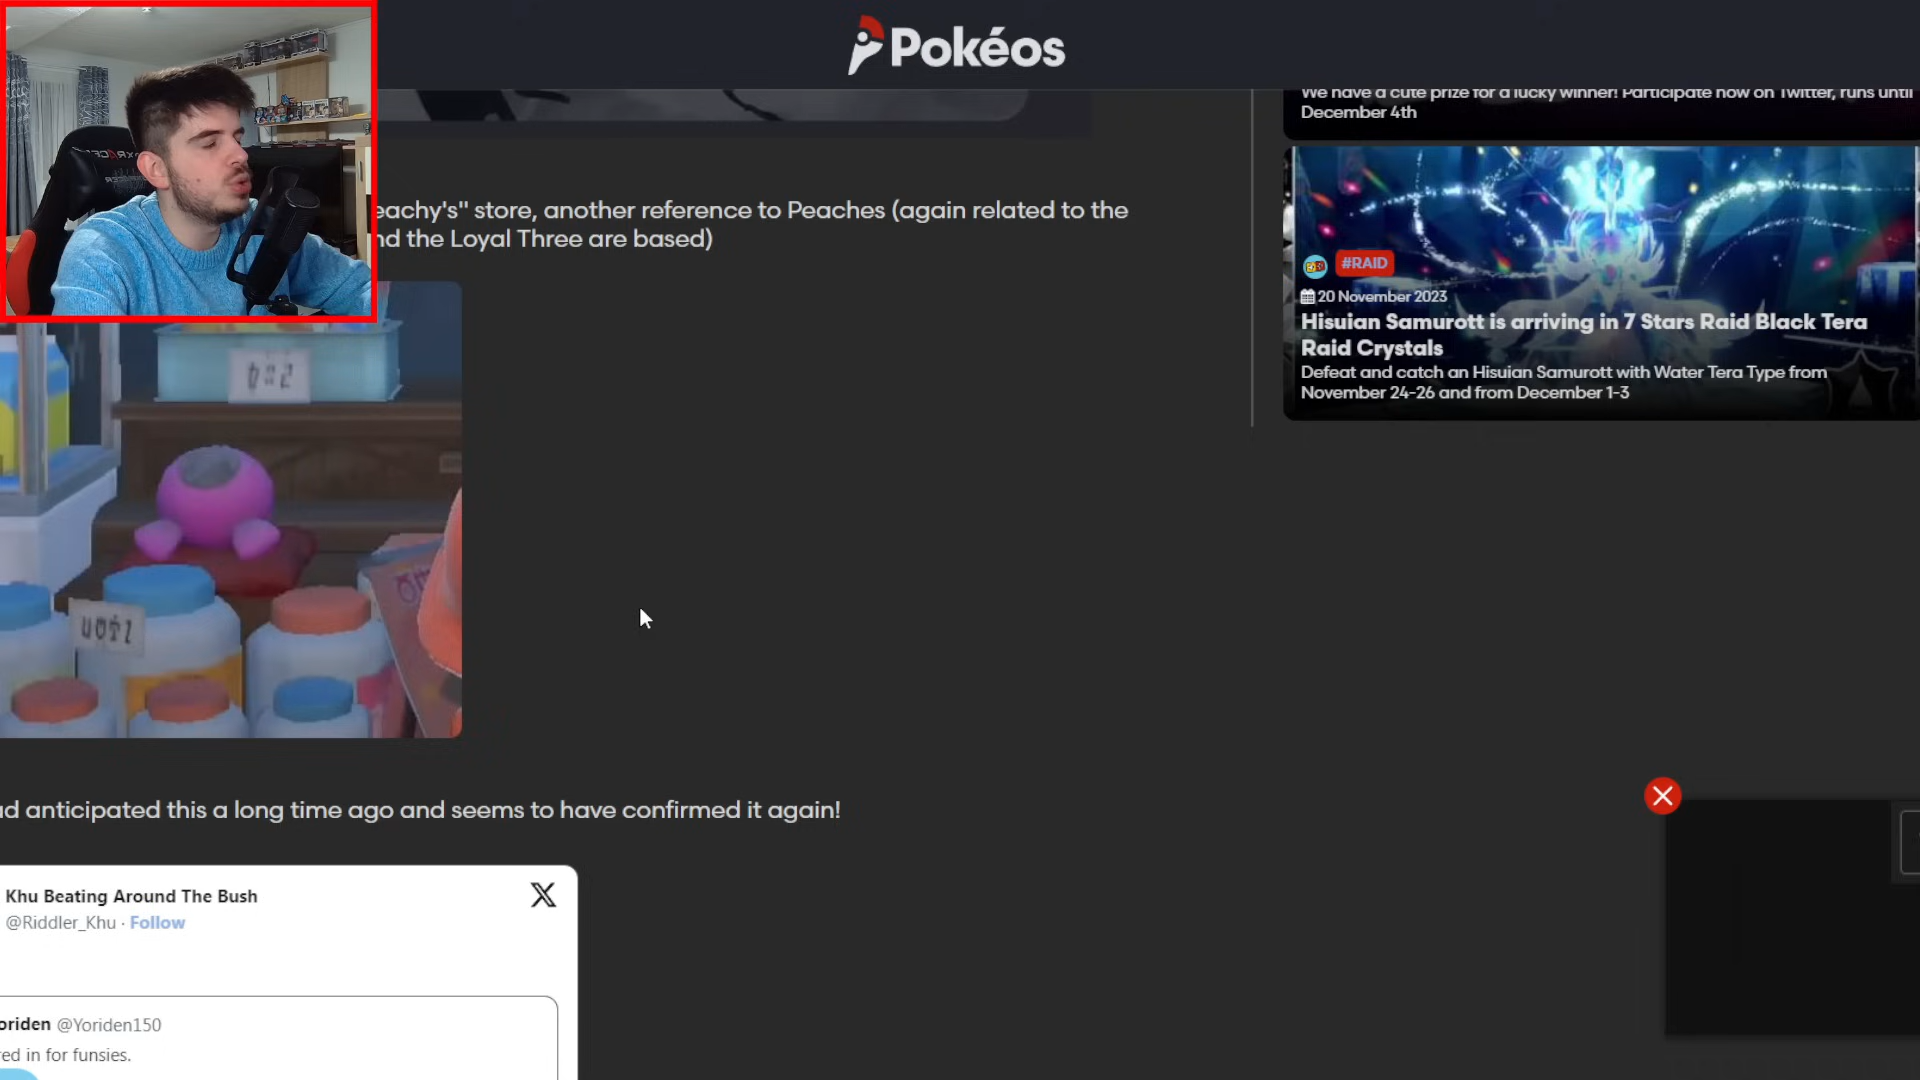 Pokéos
We have a cute prize for a lucky winner! Participate now on Twitter, runs until
December 4th
eachy's" store, another reference to Peaches (again related to the
nd the Loyal Three are based)
#RAID
20 November 2023
Hisuian Samurott is arriving in 7 Stars Raid Black Tera
Raid Crystals
Defeat and catch an Hisuian Samurott with Water Tera Type from
November 24-26 and from December 1-3
ad anticipated this a long time ago and seems to have confirmed it again!
Khu Beating Around The Bush
@Riddler_Khu · Follow
oriden @Yoriden150
red in for funsies.